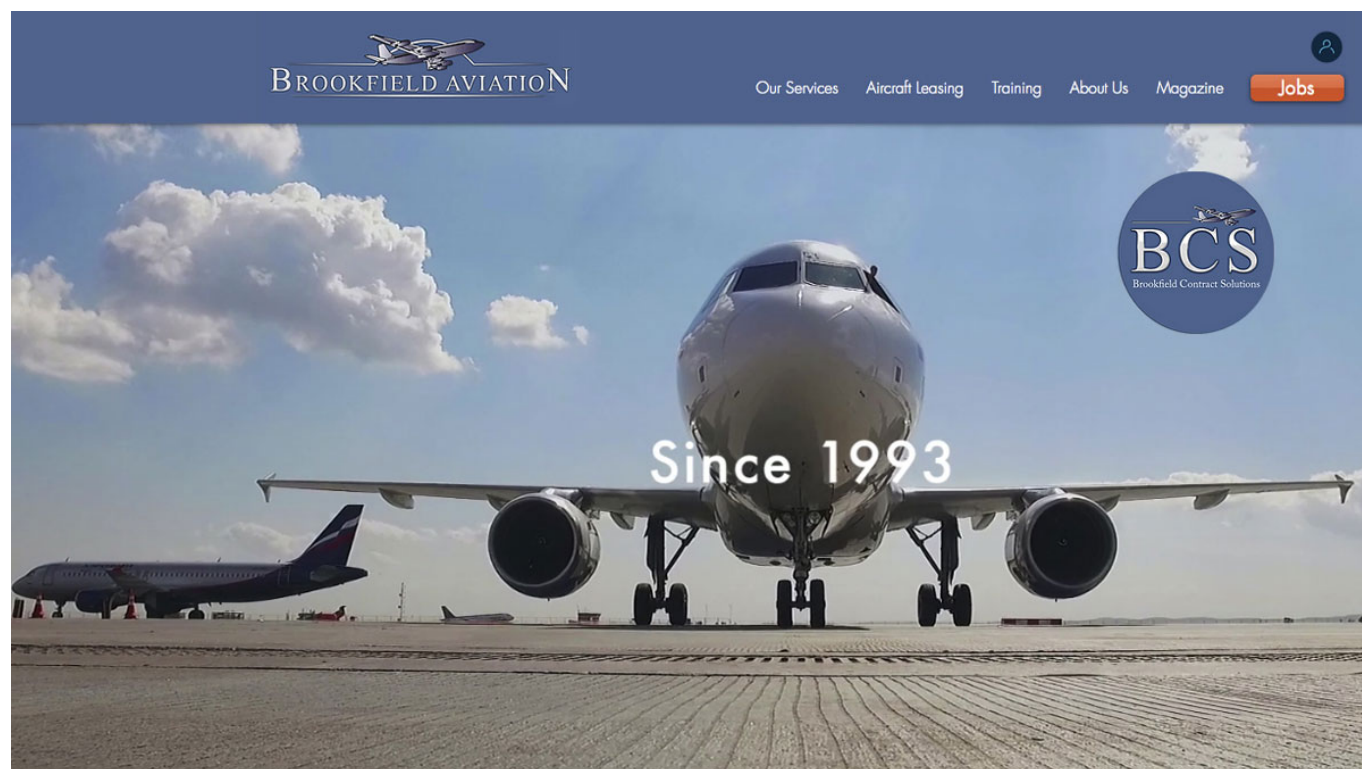 BROOKFIELD AVIATION
Our Services Aircraft Leasing Training About Us Magazine Jobs
BCS
Brookfield Contract Solutions
Since 1993